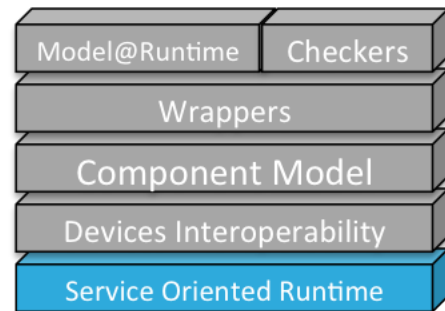 Model@Runtime Checkers
Wrappers
Component Model
Devices Interoperability
Service Oriented Runtime